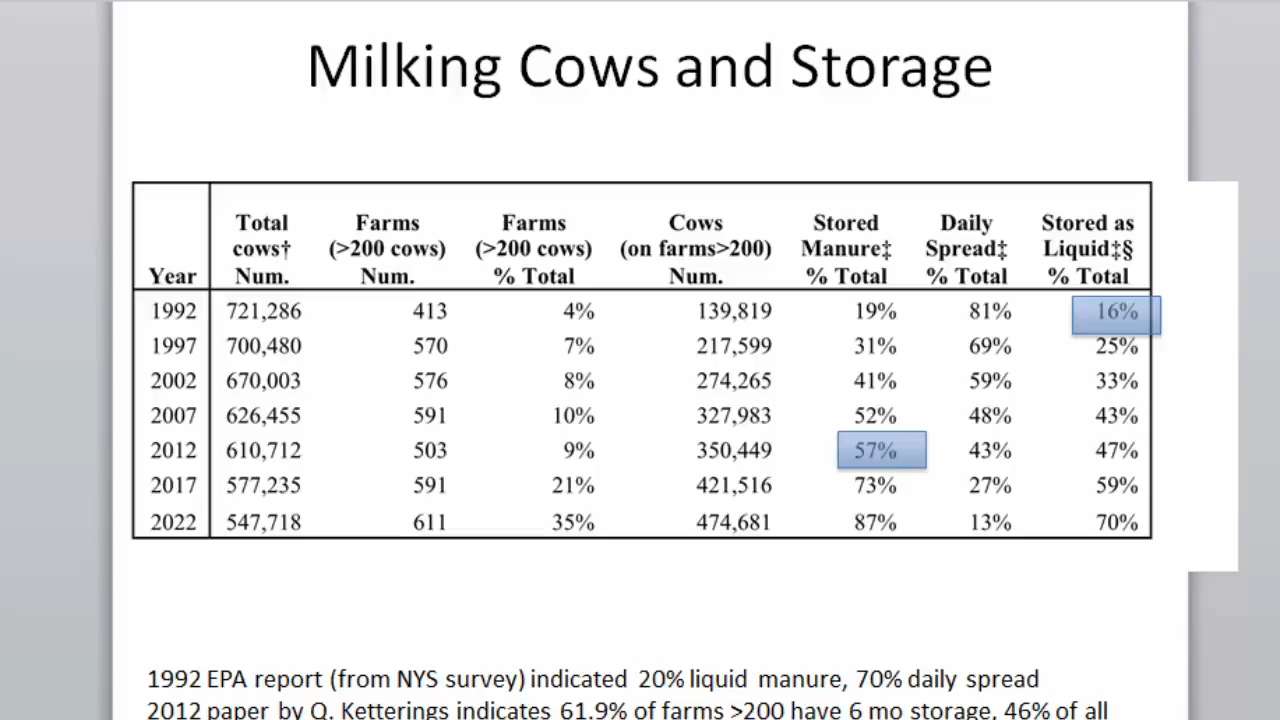 Milking Cows and Storage
Year Total cows† Num. Farms (>200 cows) Num. Farms (>200 cows) % Total Cows (on farms>200) Num. Stored Manure‡ % Total Daily Spread‡ % Total Stored as Liquid‡§ % Total
1992 721,286 413 4% 139,819 19% 81% 16%
1997 700,480 570 7% 217,599 31% 69% 25%
2002 670,003 576 8% 274,265 41% 59% 33%
2007 626,455 591 10% 327,983 52% 48% 43%
2012 610,712 503 9% 350,449 57% 43% 47%
2017 577,235 591 21% 421,516 73% 27% 59%
2022 547,718 611 35% 474,681 87% 13% 70%
1992 EPA report (from NYS survey) indicated 20% liquid manure, 70% daily spread
2012 paper by Q. Ketterings indicates 61.9% of farms >200 have 6 mo storage, 46% of all